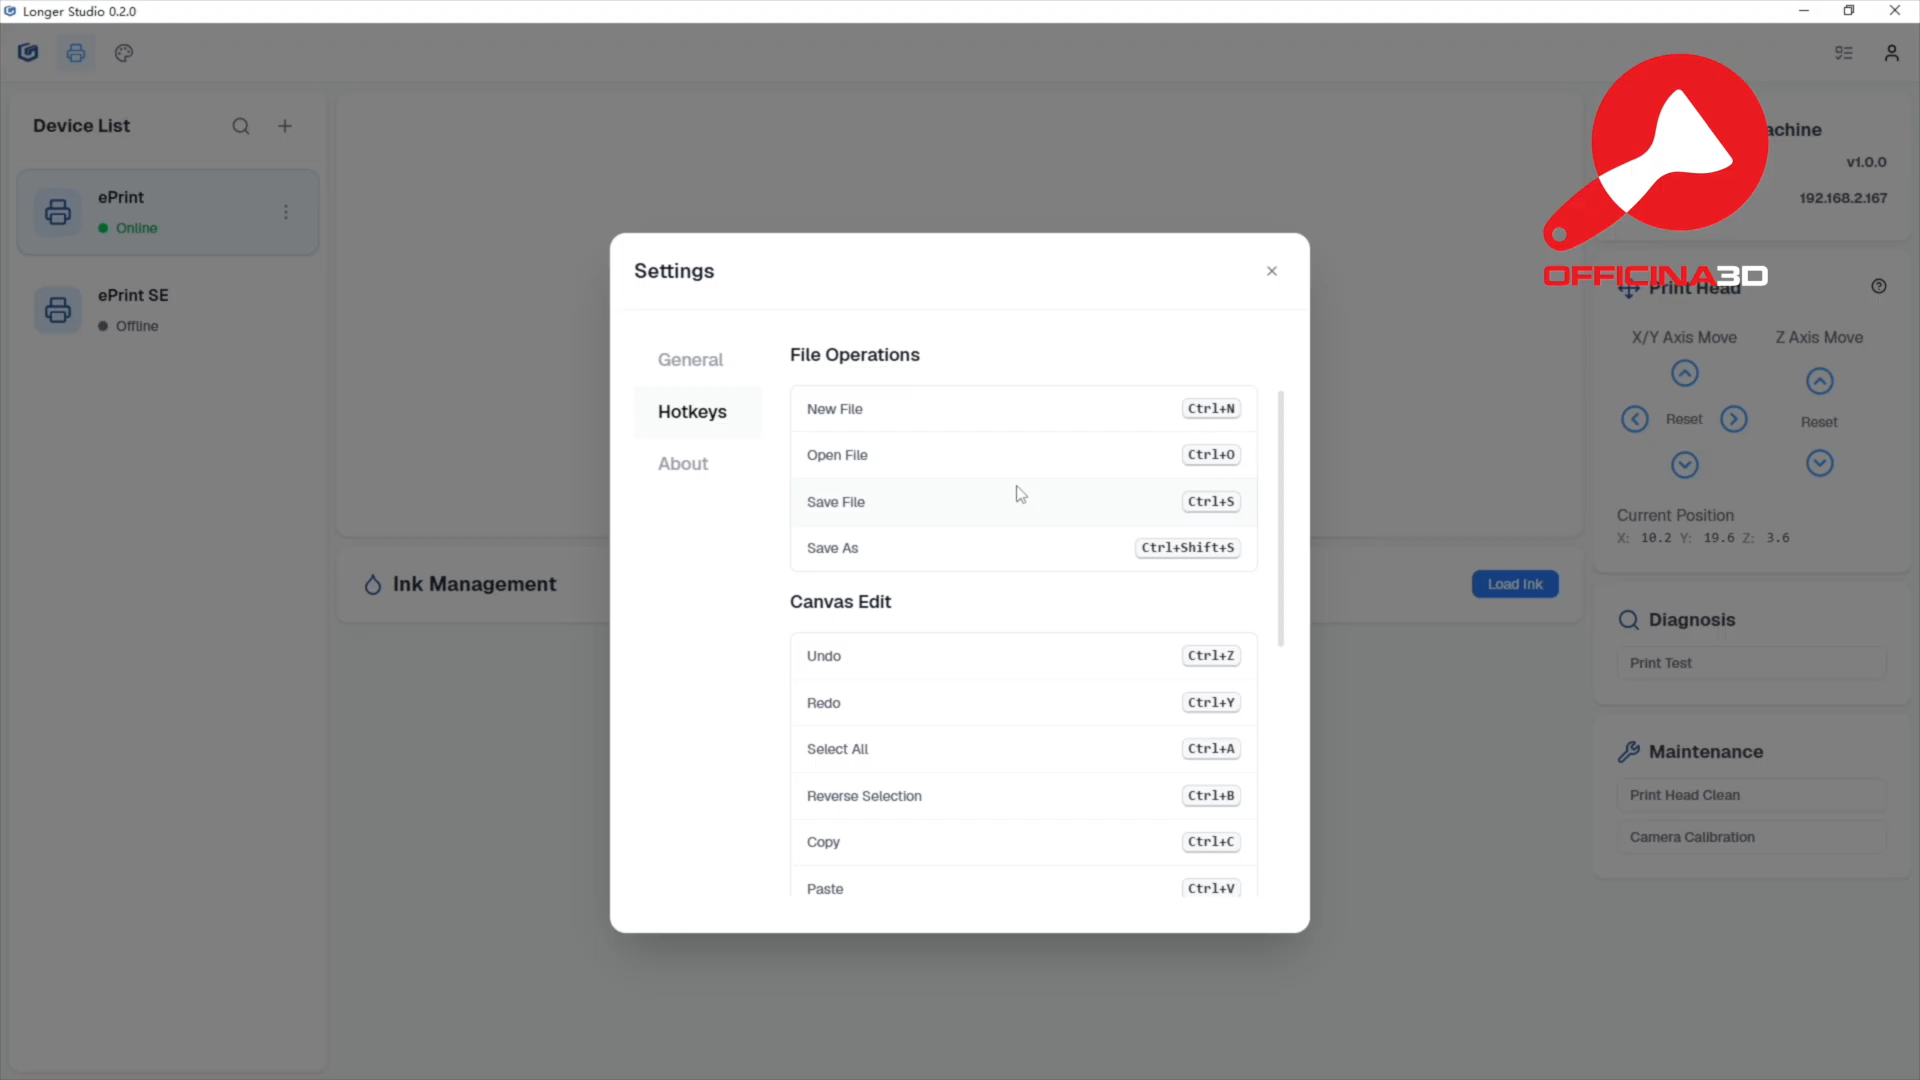 Longer Studio 0.2.0
Device List
ePrint
Online
ePrint SE
Offline
Ink Management
Load Ink
Settings
General
Hotkeys
About
File Operations
New File Ctrl+N
Open File Ctrl+O
Save File Ctrl+S
Save As Ctrl+Shift+S
Canvas Edit
Undo Ctrl+Z
Redo Ctrl+Y
Select All Ctrl+A
Reverse Selection Ctrl+B
Copy Ctrl+C
Paste Ctrl+V
OFFICINA3D
achine
v1.0.0
192.168.2.167
Print Head
X/Y Axis Move Z Axis Move
Reset Reset
Current Position
X: 10.2 Y: 19.6 Z: 3.6
Diagnosis
Print Test
Maintenance
Print Head Clean
Camera Calibration